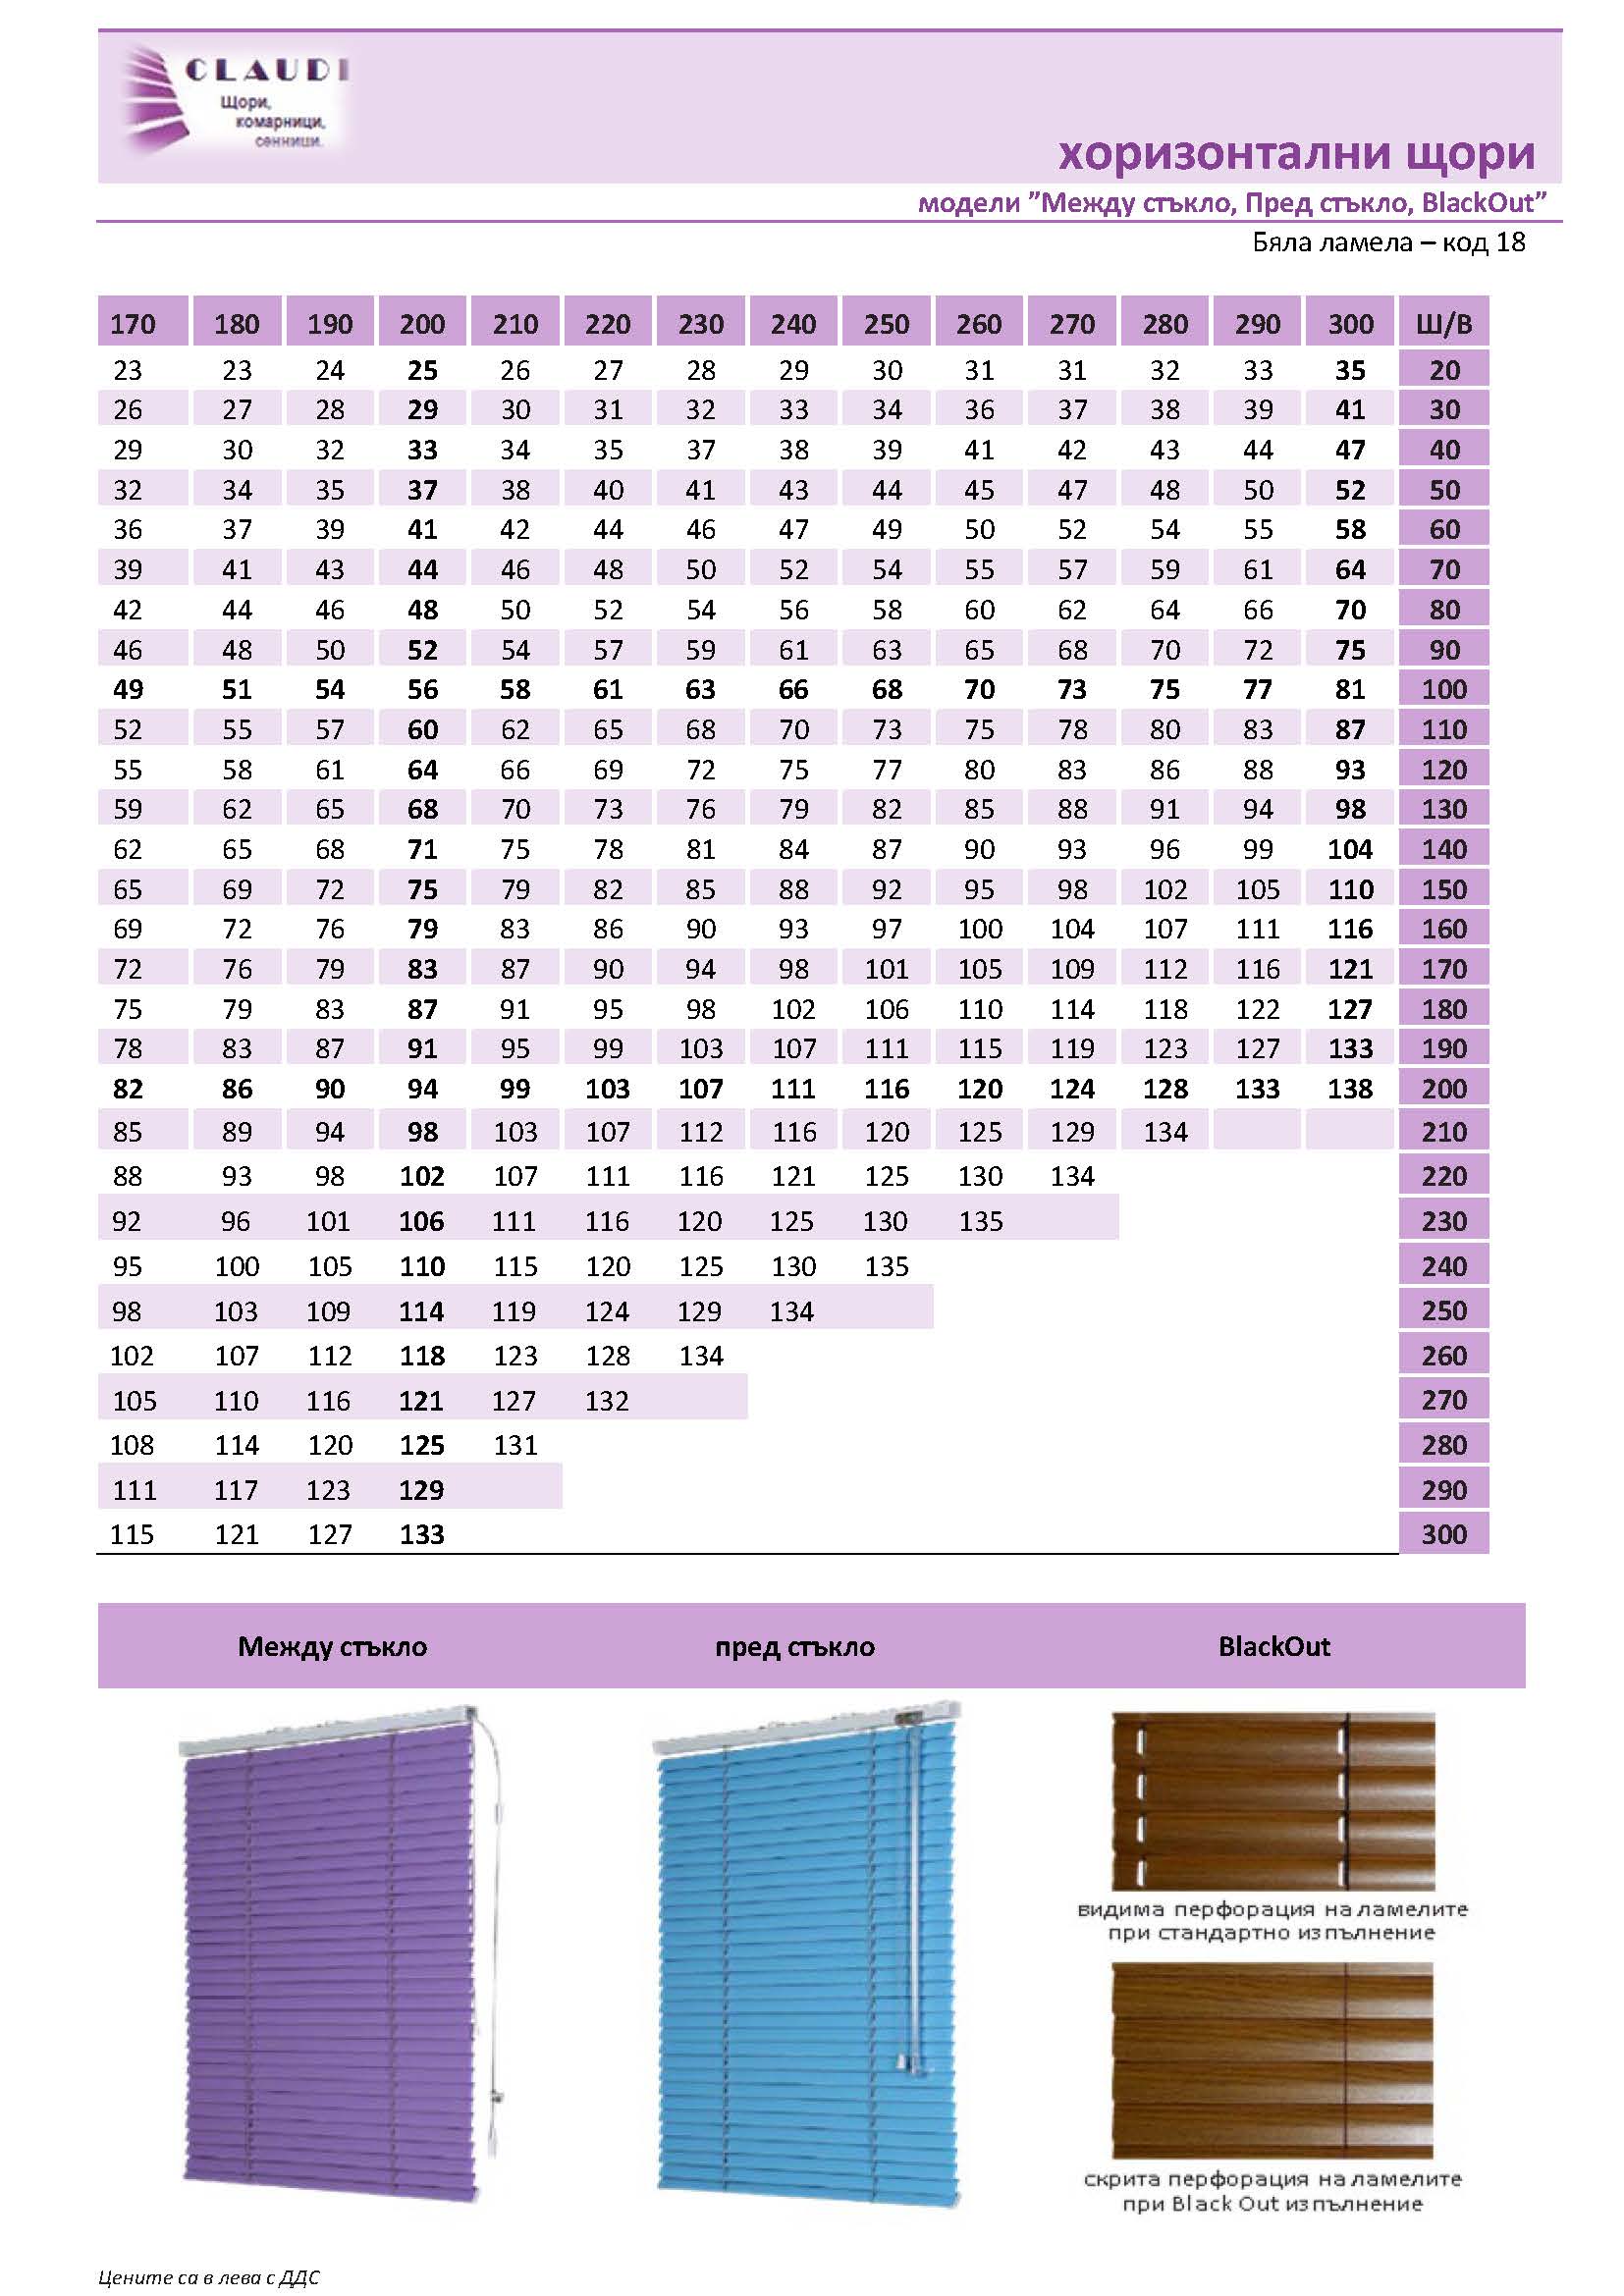 CLAUDI
Щори,
комарници,
сенници.
хоризонтални щори
модели ”Между стъкло, Пред стъкло, BlackOut”
Бяла ламела – код 18
170 180 190 200 210 220 230 240 250 260 270 280 290 300 Ш/В
23 23 24 25 26 27 28 29 30 31 31 32 33 35 20
26 27 28 29 30 31 32 33 34 36 37 38 39 41 30
29 30 32 33 34 35 37 38 39 41 42 43 44 47 40
32 34 35 37 38 40 41 43 44 45 47 48 50 52 50
36 37 39 41 42 44 46 47 49 50 52 54 55 58 60
39 41 43 44 46 48 50 52 54 55 57 59 61 64 70
42 44 46 48 50 52 54 56 58 60 62 64 66 70 80
46 48 50 52 54 57 59 61 63 65 68 70 72 75 90
49 51 54 56 58 61 63 66 68 70 73 75 77 81 100
52 55 57 60 62 65 68 70 73 75 78 80 83 87 110
55 58 61 64 66 69 72 75 77 80 83 86 88 93 120
59 62 65 68 70 73 76 79 82 85 88 91 94 98 130
62 65 68 71 75 78 81 84 87 90 93 96 99 104 140
65 69 72 75 79 82 85 88 92 95 98 102 105 110 150
69 72 76 79 83 86 90 93 97 100 104 107 111 116 160
72 76 79 83 87 90 94 98 101 105 109 112 116 121 170
75 79 83 87 91 95 98 102 106 110 114 118 122 127 180
78 83 87 91 95 99 103 107 111 115 119 123 127 133 190
82 86 90 94 99 103 107 111 116 120 124 128 133 138 200
85 89 94 98 103 107 112 116 120 125 129 134 210
88 93 98 102 107 111 116 121 125 130 134 220
92 96 101 106 111 116 120 125 130 135 230
95 100 105 110 115 120 125 130 135 240
98 103 109 114 119 124 129 134 250
102 107 112 118 123 128 134 260
105 110 116 121 127 132 270
108 114 120 125 131 280
111 117 123 129 290
115 121 127 133 300
Между стъкло пред стъкло BlackOut
видима перфорация на ламелите
при стандартно изпълнение
скрита перфорация на ламелите
при Black Out изпълнение
Цените са в лева с ДДС